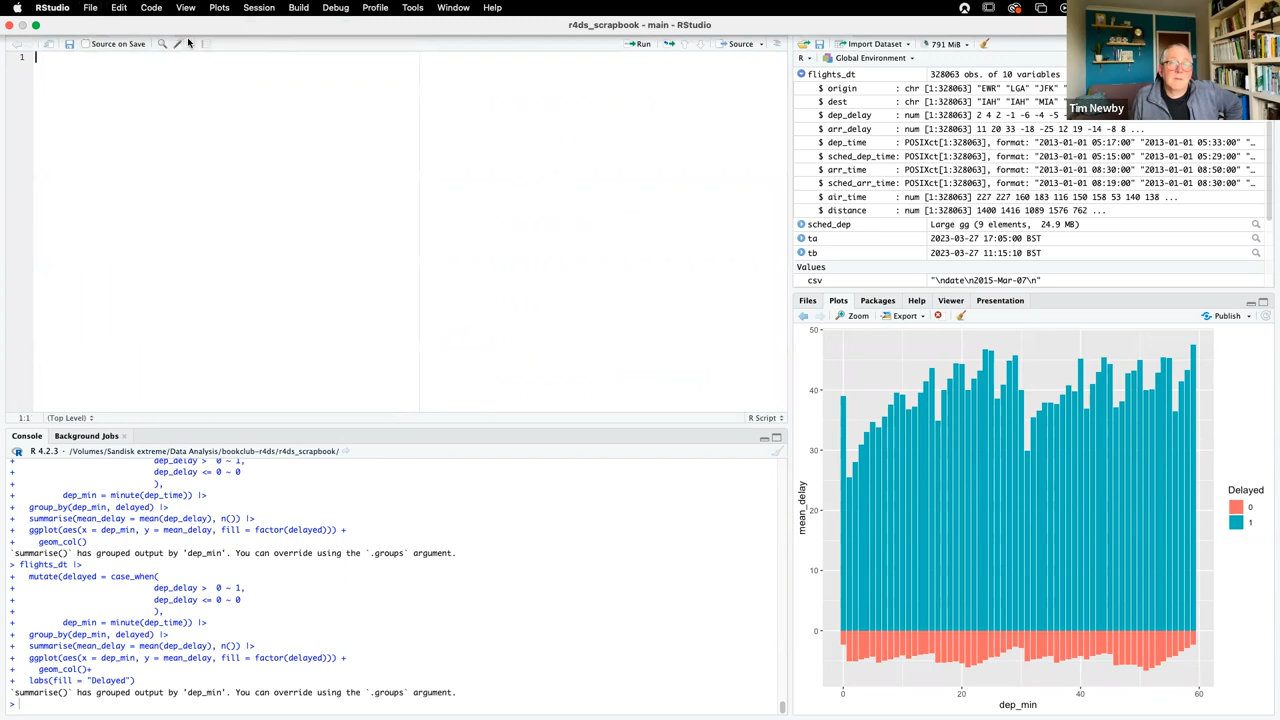 RStudio File Edit Code View Plots Session Build Debug Profile Tools Window Help
r4ds_scrapbook - main - RStudio
Source on Save Run Source
1
1:1 (Top Level) R Script
Console Background Jobs
R 4.2.3 · /Volumes/Sandisk extreme/Data Analysis/bookclub-r4ds/r4ds_scrapbook/
+ dep_delay > 0 ~ 1,
+ dep_delay <= 0 ~ 0
+ ),
+ dep_min = minute(dep_time)) |>
+ group_by(dep_min, delayed) |>
+ summarise(mean_delay = mean(dep_delay), n()) |>
+ ggplot(aes(x = dep_min, y = mean_delay, fill = factor(delayed))) +
+ geom_col()
`summarise()` has grouped output by 'dep_min'. You can override using the `.groups` argument.
> flights_dt |>
+ mutate(delayed = case_when(
+ dep_delay > 0 ~ 1,
+ dep_delay <= 0 ~ 0
+ ),
+ dep_min = minute(dep_time)) |>
+ group_by(dep_min, delayed) |>
+ summarise(mean_delay = mean(dep_delay), n()) |>
+ ggplot(aes(x = dep_min, y = mean_delay, fill = factor(delayed))) +
+ geom_col()+
+ labs(fill = "Delayed")
`summarise()` has grouped output by 'dep_min'. You can override using the `.groups` argument.
>
Import Dataset 791 MiB
R Global Environment
flights_dt 328063 obs. of 10 variables
$ origin : chr [1:328063] "EWR" "LGA" "JFK"
$ dest : chr [1:328063] "IAH" "IAH" "MIA"
$ dep_delay : num [1:328063] 2 4 2 -1 -6 -4 -5
$ arr_delay : num [1:328063] 11 20 33 -18 -25 12 19 -14 -8 8 ...
$ dep_time : POSIXct[1:328063], format: "2013-01-01 05:17:00" "2013-01-01 05:33:00" "…
$ sched_dep_time: POSIXct[1:328063], format: "2013-01-01 05:15:00" "2013-01-01 05:29:00" "…
$ arr_time : POSIXct[1:328063], format: "2013-01-01 08:30:00" "2013-01-01 08:50:00" "…
$ sched_arr_time: POSIXct[1:328063], format: "2013-01-01 08:19:00" "2013-01-01 08:30:00" "…
$ air_time : num [1:328063] 227 227 160 183 116 150 158 53 140 138 ...
$ distance : num [1:328063] 1400 1416 1089 1576 762 ...
sched_dep Large gg (9 elements, 24.9 MB)
ta 2023-03-27 17:05:00 BST
tb 2023-03-27 11:15:10 BST
Values
csv "\ndate\n2015-Mar-07\n"
Files Plots Packages Help Viewer Presentation
Zoom Export Publish
50
40
30
20
10
0
10
mean_delay
0 20 40 60
dep_min
Delayed
0
1
Tim Newby